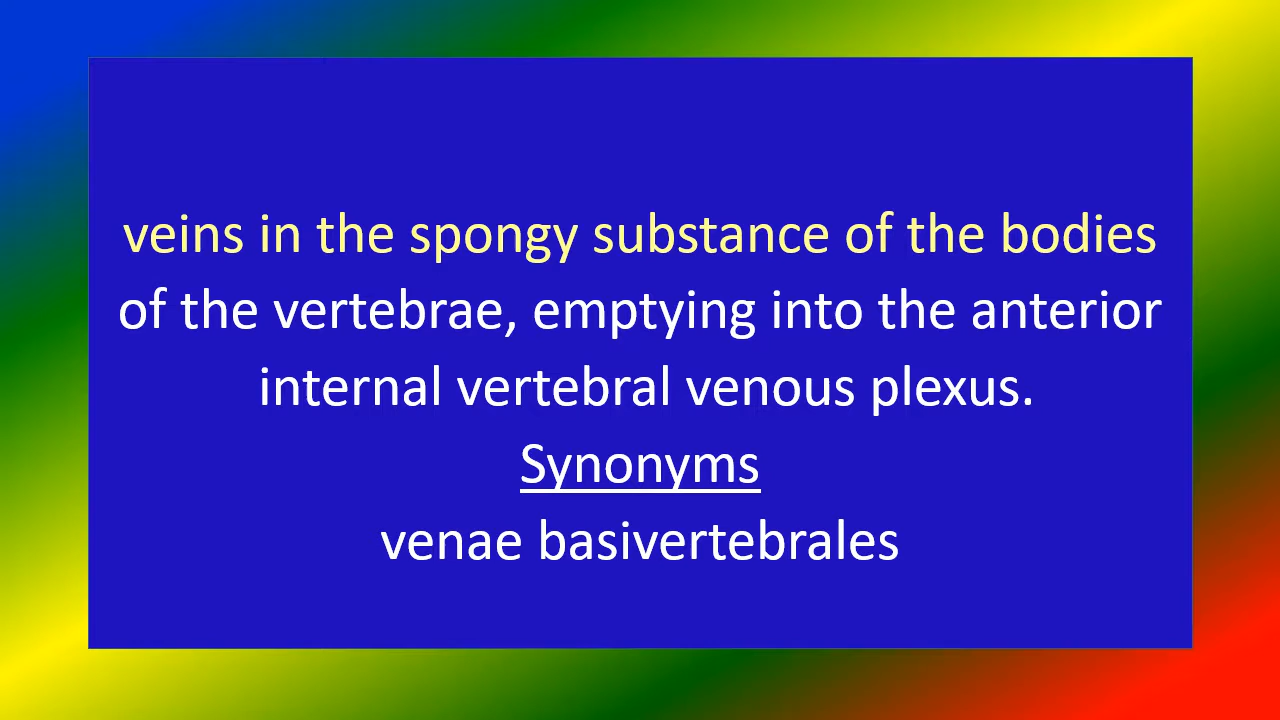 veins in the spongy substance of the bodies
of the vertebrae, emptying into the anterior
internal vertebral venous plexus.
Synonyms
venae basivertebrales